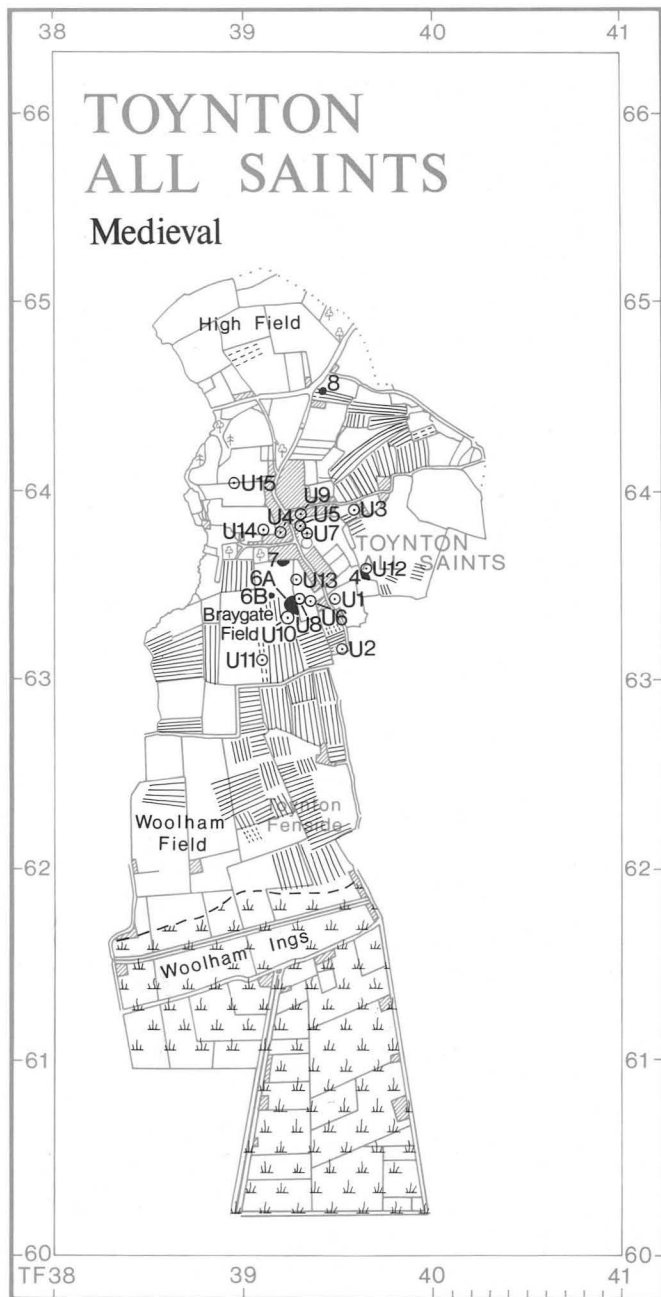 38 39 40 41
66 66
TOYNTON
ALL SAINTS
Medieval
65 65
High Field
8
64 64
U15
U9
U5
U3
U14
U4
U7
TOYNTON
ALL SAINTS
7
U13
4
U12
6A
6B
U1
Braygate
Field
U10
U8
U6
U2
U11
63 63
Toynton
Fenside
Woolham
Field
62 62
Woolham Ings
61 61
60 60
TF38 39 40 41